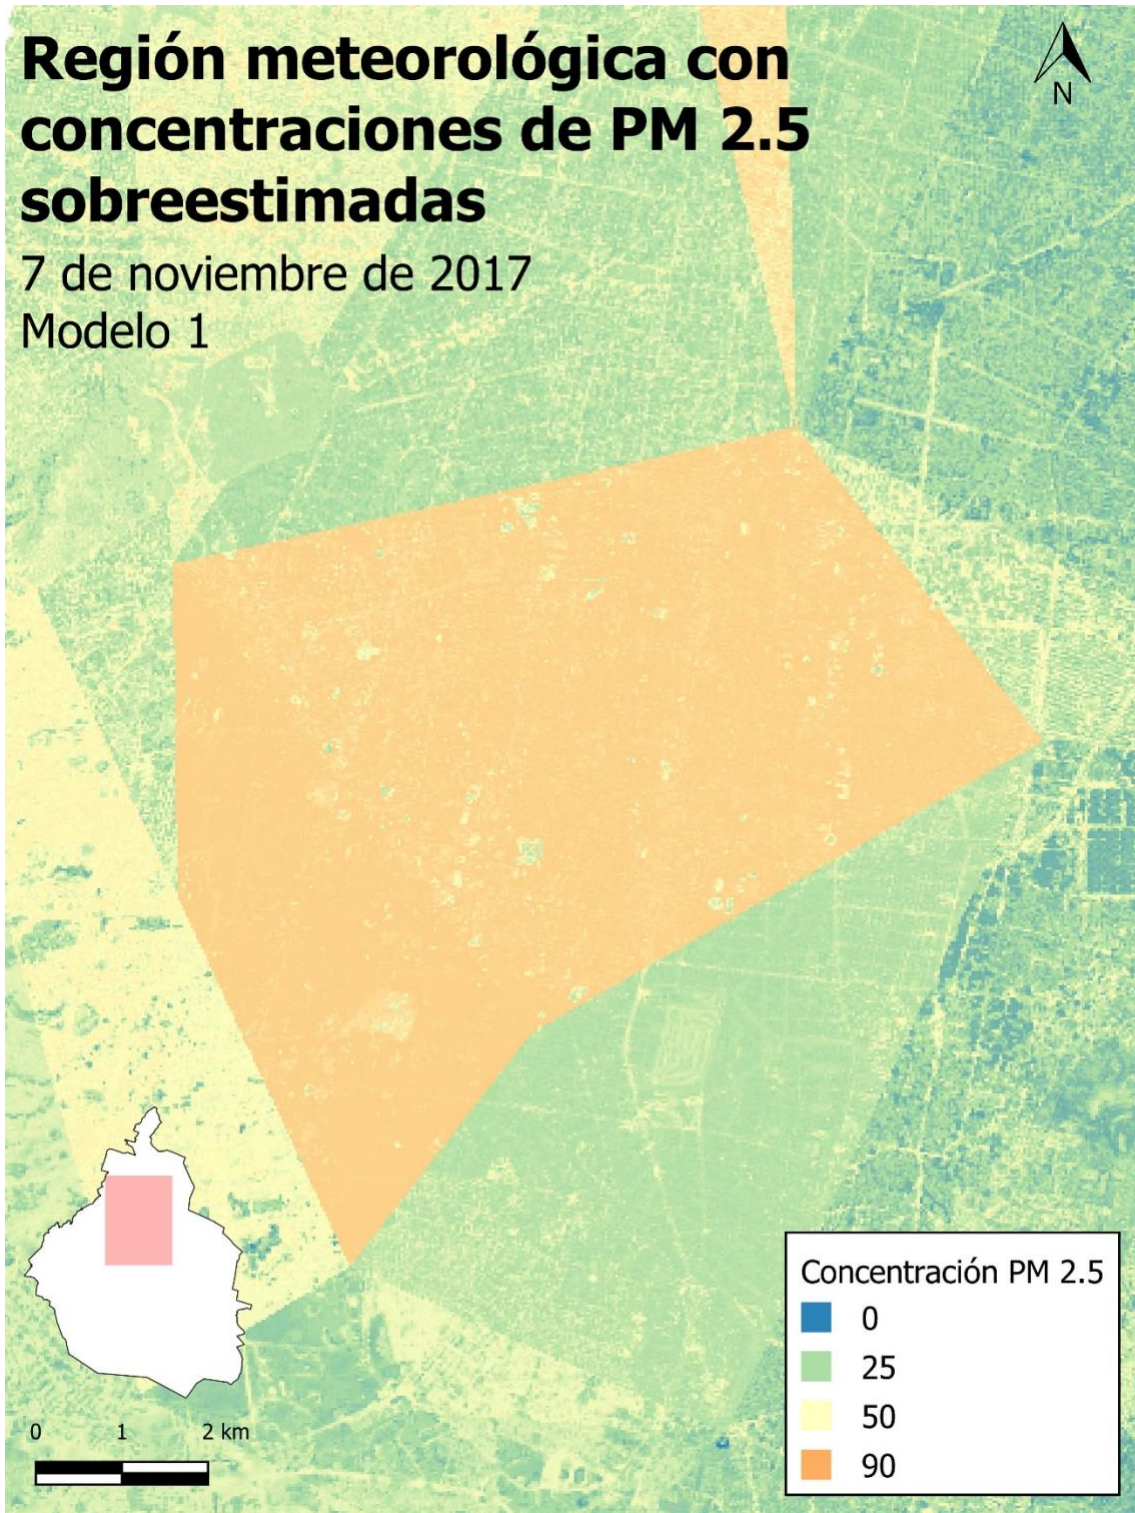 Región meteorológica con
concentraciones de PM 2.5
sobreestimadas
7 de noviembre de 2017
Modelo 1
N
Concentración PM 2.5
0
25
50
90
0 1 2 km